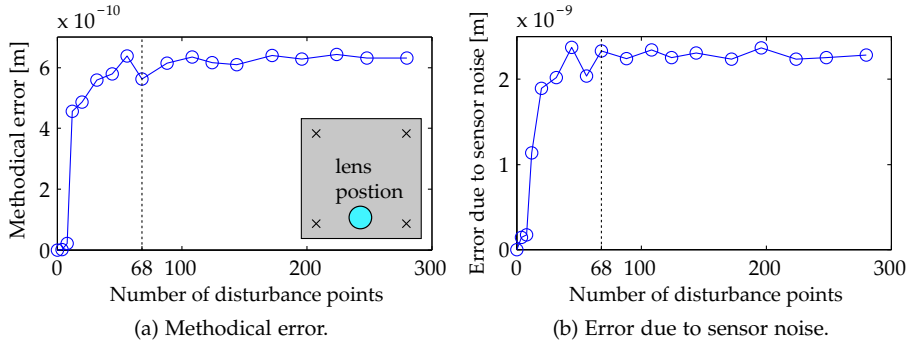 x 10⁻¹⁰
Methodical error [m]
6
4
2
0
0
68
100
200
300
Number of disturbance points
lens
postion
(a) Methodical error.
x 10⁻⁹
Error due to sensor noise [m]
2
1
0
0
68
100
200
300
Number of disturbance points
(b) Error due to sensor noise.